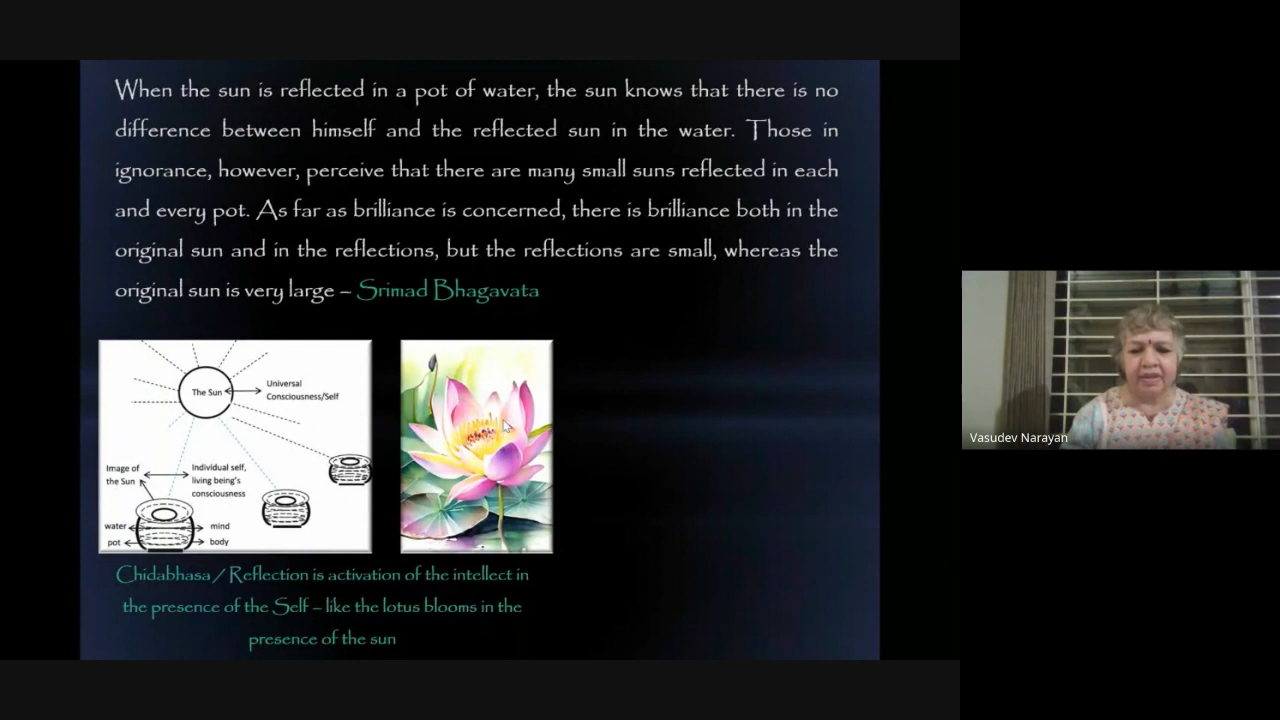 When the sun is reflected in a pot of water, the sun knows that there is no
difference between himself and the reflected sun in the water. Those in
ignorance, however, perceive that there are many small suns reflected in each
and every pot. As far as brilliance is concerned, there is brilliance both in the
original sun and in the reflections, but the reflections are small, whereas the
original sun is very large – Srimad Bhagavata
The Sun
Universal
Consciousness/Self
Image of
the Sun
Individual self,
living being's
consciousness
water
mind
pot
body
Chidabhasa / Reflection is activation of the intellect in
the presence of the Self – like the lotus blooms in the
presence of the sun
Vasudev Narayan